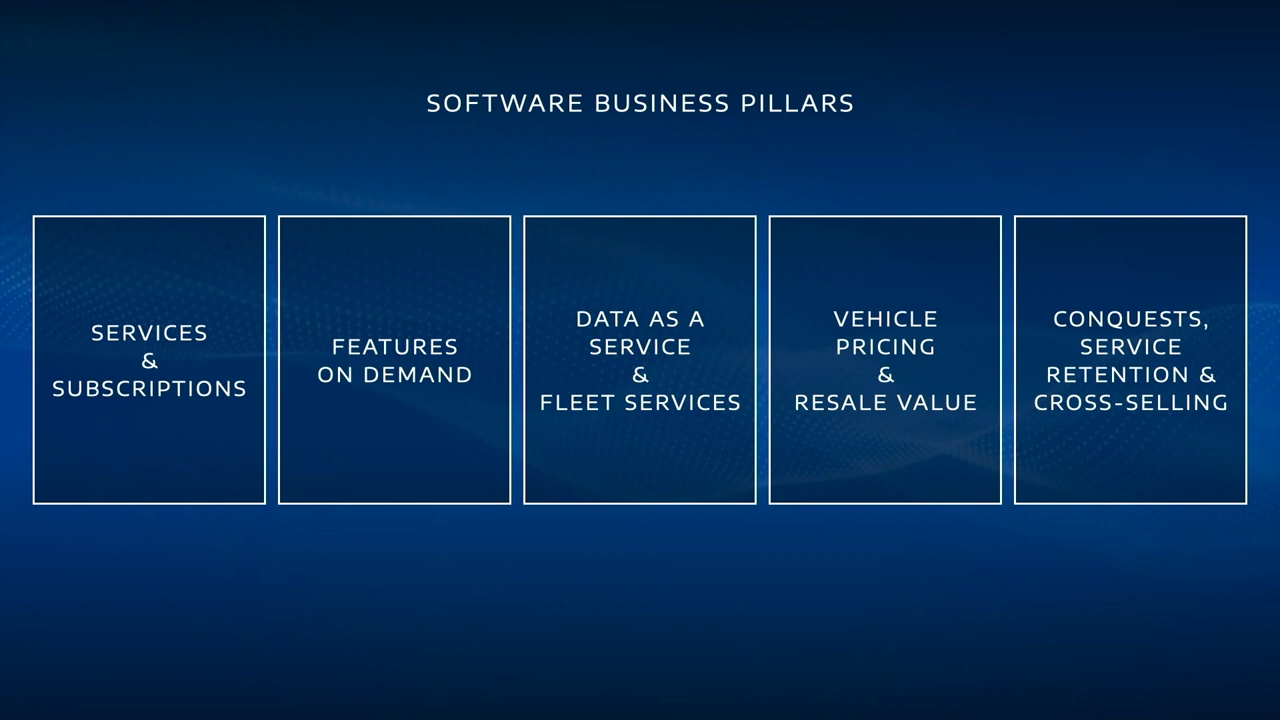 SOFTWARE BUSINESS PILLARS
SERVICES
&
SUBSCRIPTIONS
FEATURES
ON DEMAND
DATA AS A
SERVICE
&
FLEET SERVICES
VEHICLE
PRICING
&
RESALE VALUE
CONQUESTS,
SERVICE
RETENTION &
CROSS-SELLING